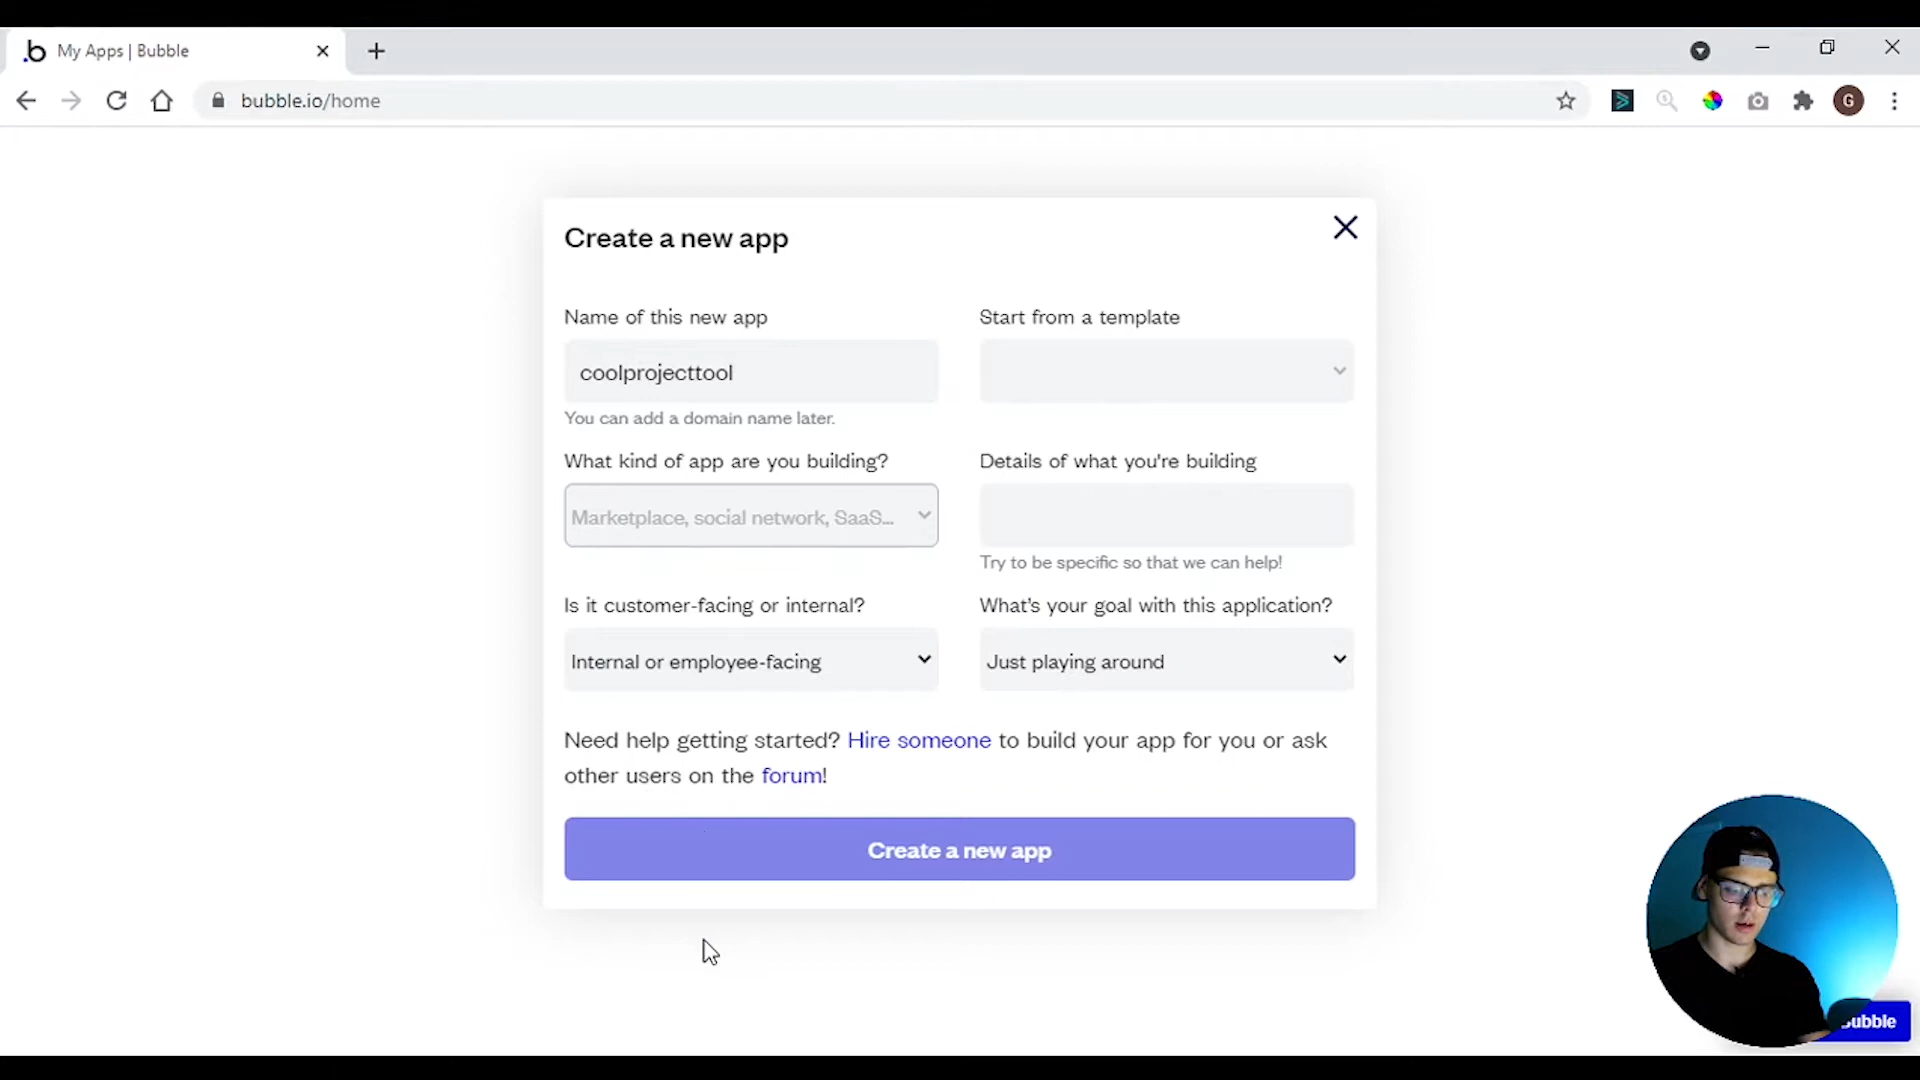 .b My Apps | Bubble
bubble.io/home
G
Create a new app
Name of this new app
Start from a template
coolprojecttool
You can add a domain name later.
What kind of app are you building?
Details of what you're building
Marketplace, social network, SaaS...
Try to be specific so that we can help!
Is it customer-facing or internal?
What's your goal with this application?
Internal or employee-facing
Just playing around
Need help getting started? Hire someone to build your app for you or ask
other users on the forum!
Create a new app